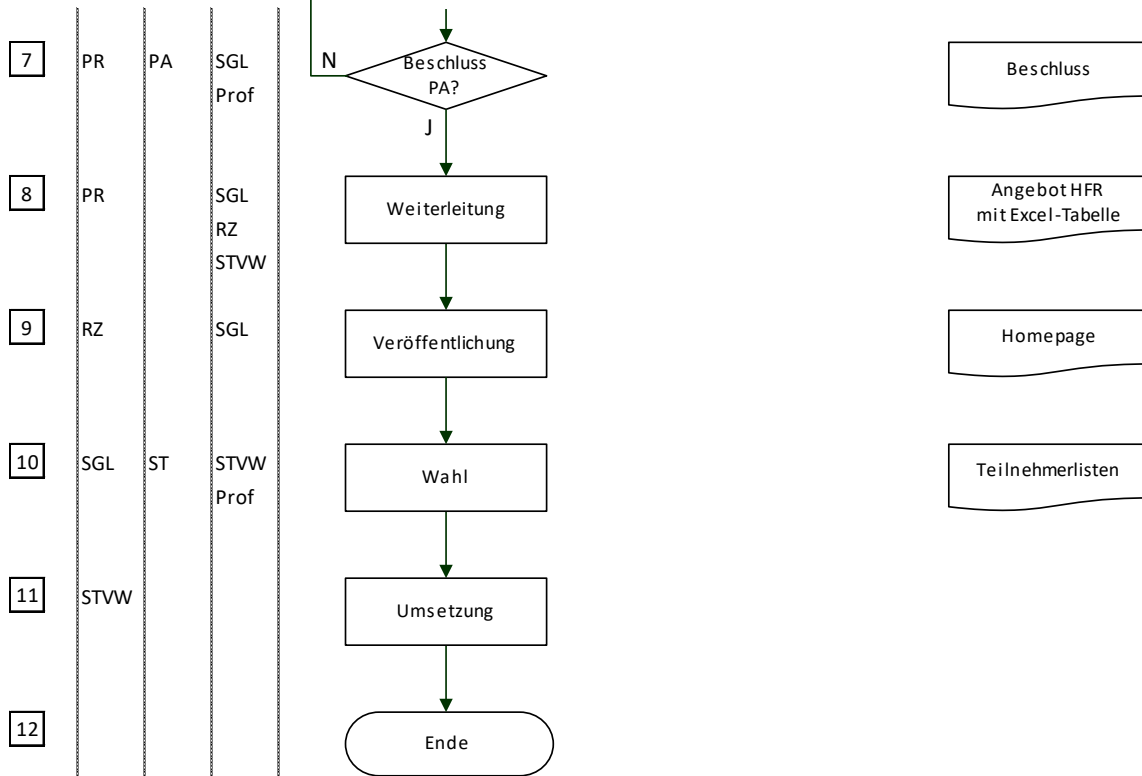 7 PR PA SGL N Beschluss Beschluss
Prof PA?
J
8 PR SGL Weiterleitung Angebot HFR
RZ mit Excel-Tabelle
STVW
9 RZ SGL Veröffentlichung Homepage
10 SGL ST STVW Wahl Teilnehmerlisten
Prof
11 STVW Umsetzung
12 Ende